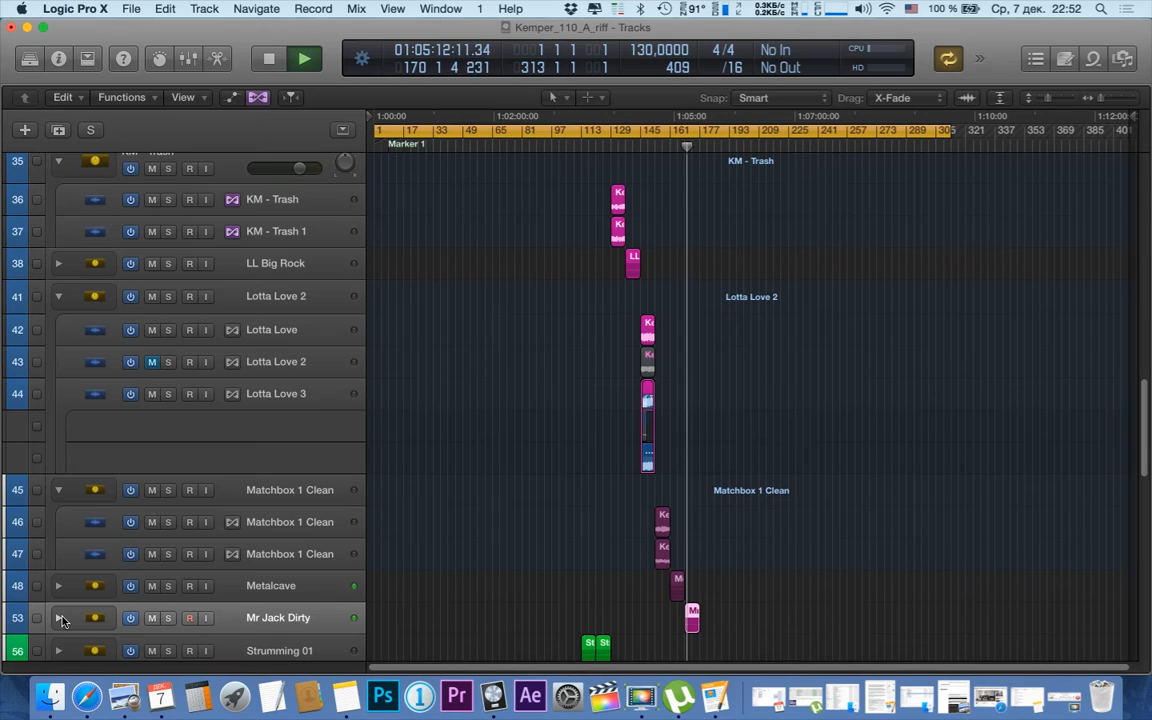 Logic Pro X File Edit Track Navigate Record Mix View Window 1 Help 91° 0.3КБ/с 0.2КБ/с 100 % Ср, 7 дек. 22:52
Kemper_110_A_riff - Tracks
01:05:12:11.34 1 1 1 1 130,0000 4/4 No In CPU
170 1 4 231 313 1 1 1 409 /16 No Out HD
Edit Functions View Snap: Smart Drag: X-Fade
S 1:00:00 1:02:00:00 1:05:00 1:07:00:00 1:10:00 1:12:00
1 17 33 49 65 81 97 113 129 145 161 177 193 209 225 241 257 273 289 305 321 337 353 369 385 401
Marker 1
35 M S R I KM - Trash
36 M S R I KM - Trash
37 M S R I KM - Trash 1
38 M S R I LL Big Rock LL
41 M S R I Lotta Love 2 Lotta Love 2
42 M S R I Lotta Love
43 M S R I Lotta Love 2
44 M S R I Lotta Love 3
45 M S R I Matchbox 1 Clean Matchbox 1 Clean
46 M S R I Matchbox 1 Clean
47 M S R I Matchbox 1 Clean
48 M S R I Metalcave
53 M S R I Mr Jack Dirty
56 M S R I Strumming 01 St St
Ps 1 Pr Ae